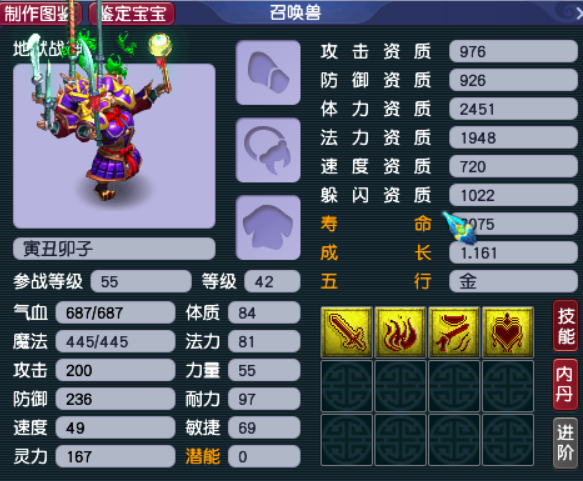 制作图鉴 鉴定宝宝 召唤兽
地狱战神
攻击资质 976
防御资质 926
体力资质 2451
法力资质 1948
速度资质 720
躲闪资质 1022
寿命 075
成长 1.161
五行 金
寅丑卯子
参战等级 55 等级 42
气血 687/687 体质 84
魔法 445/445 法力 81
攻击 200 力量 55
防御 236 耐力 97
速度 49 敏捷 69
灵力 167 潜能 0
技能
内丹
进阶